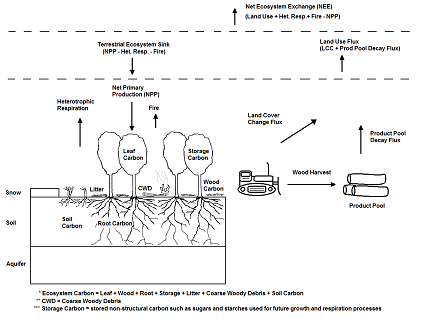 Net Ecosystem Exchange (NEE)
(Land Use + Het. Resp.+ Fire - NPP)
Terrestrial Ecosystem Sink
(NPP - Het. Resp. - Fire)
Land Use Flux
(LCC + Prod Pool Decay Flux)
Net Primary
Production (NPP)
Heterotrophic
Respiration
Fire
Land Cover
Change Flux
Product Pool
Decay Flux
Leaf
Carbon
Storage
Carbon
Wood Harvest
Litter
CWD
Wood
Carbon
Snow
Product Pool
Soil
Soil
Carbon
Root Carbon
Aquifer
* Ecosystem Carbon = Leaf + Wood + Root + Storage + Litter + Coarse Woody Debris + Soil Carbon
** CWD = Coarse Woody Debris
*** Storage Carbon = stored non-structural carbon such as sugars and starches used for future growth and respiration processes